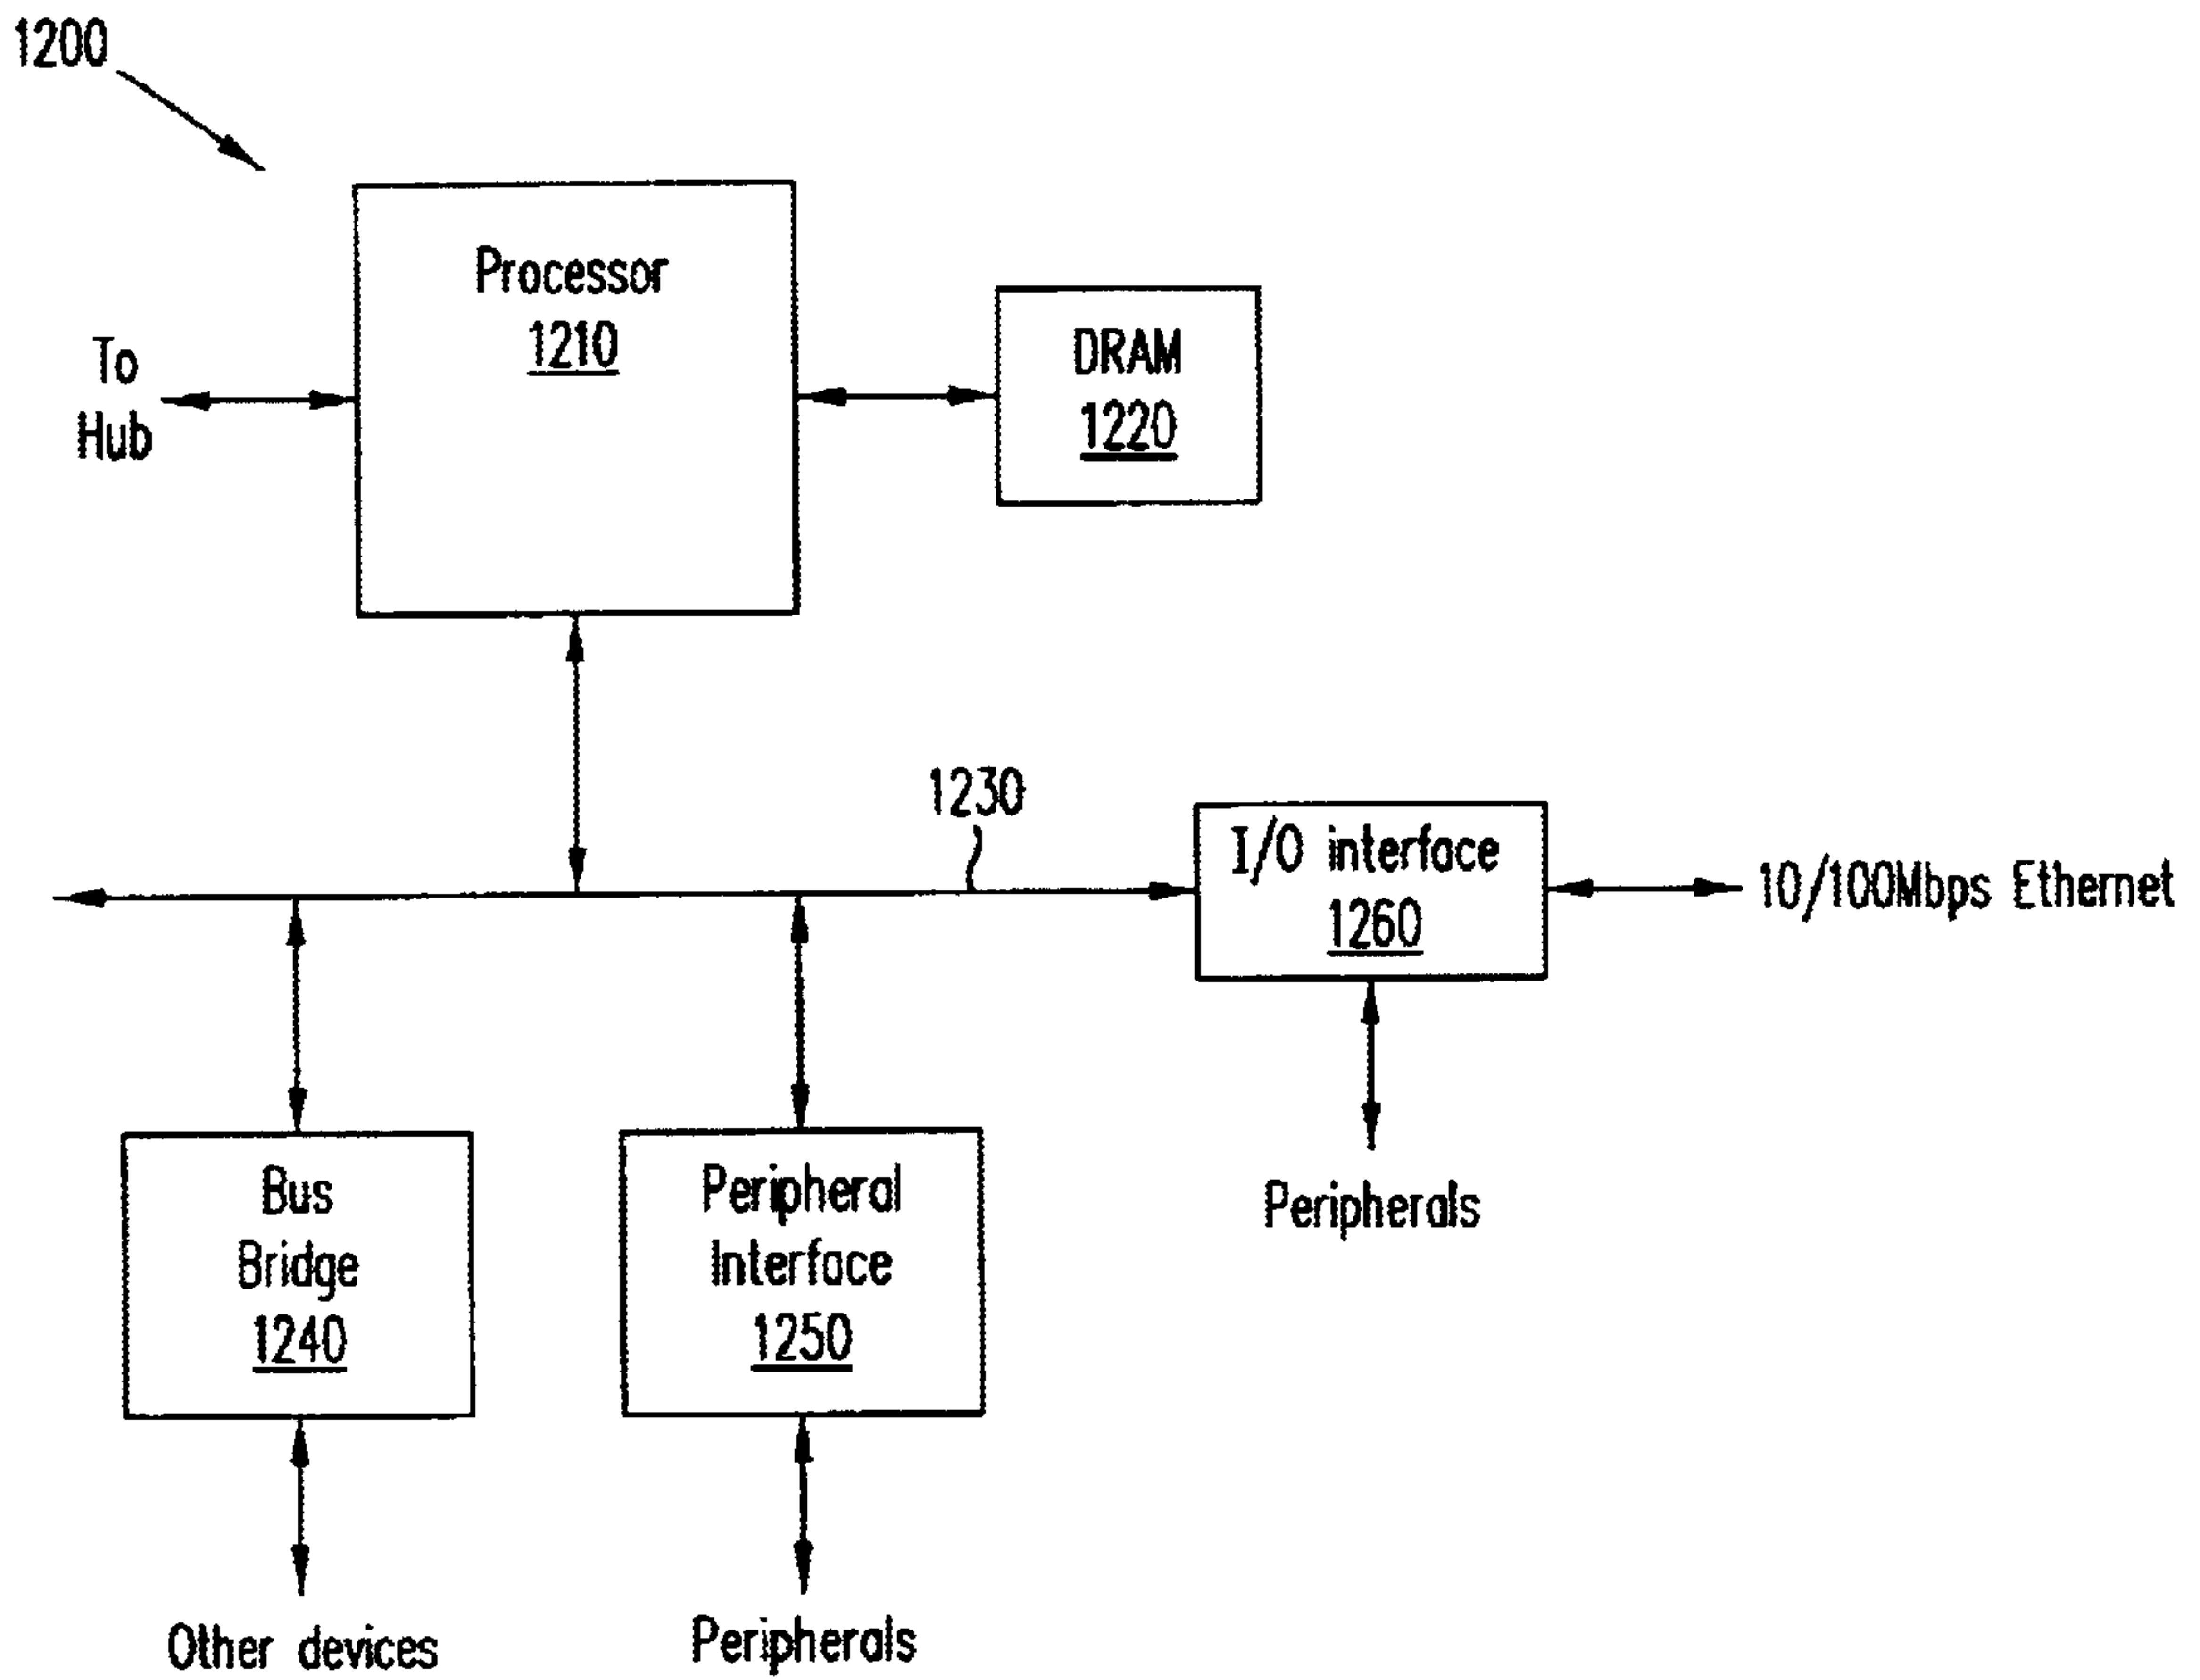 1200
Processor
1210
To
Hub
DRAM
1220
1230
I/O interface
1260
10/100Mbps Ethernet
Bus
Bridge
1240
Peripheral
Interface
1250
Peripherals
Other devices
Peripherals